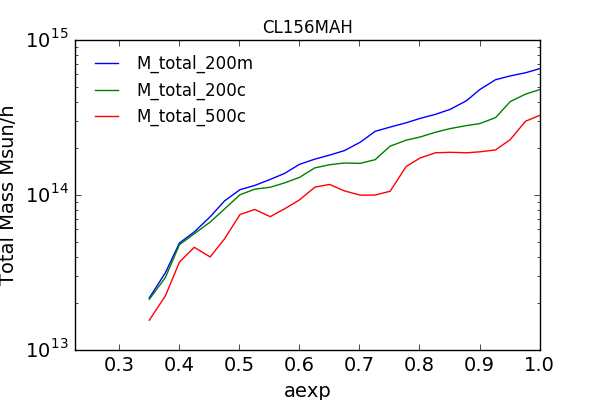 CL156MAH
10^15
M_total_200m
M_total_200c
M_total_500c
Total Mass Msun/h
10^14
10^13
0.3 0.4 0.5 0.6 0.7 0.8 0.9 1.0
aexp